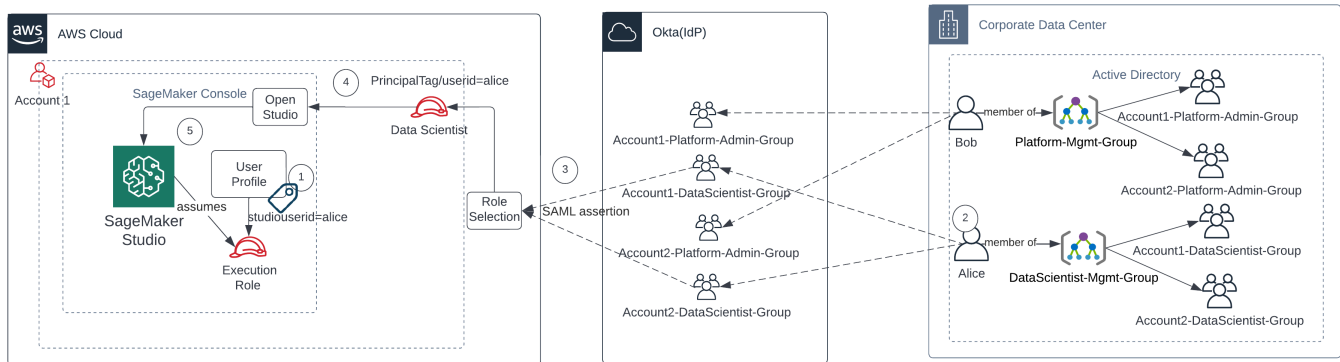 aws
AWS Cloud
Account 1
SageMaker Console
Open
Studio
4
PrincipalTag/userid=alice
Data Scientist
5
User
Profile
1
studiouserid=alice
SageMaker
Studio
assumes
Execution
Role
Role
Selection
3
SAML assertion
Okta(IdP)
Account1-Platform-Admin-Group
Account1-DataScientist-Group
Account2-Platform-Admin-Group
Account2-DataScientist-Group
Corporate Data Center
Active Directory
Bob
member of
Platform-Mgmt-Group
Account1-Platform-Admin-Group
Account2-Platform-Admin-Group
2
Alice
member of
DataScientist-Mgmt-Group
Account1-DataScientist-Group
Account2-DataScientist-Group